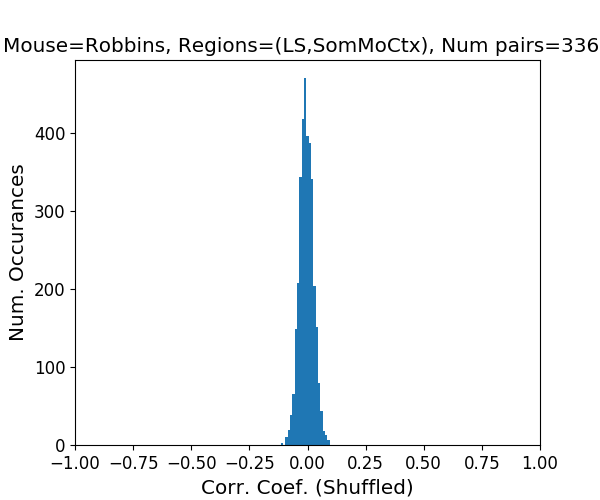 Mouse=Robbins, Regions=(LS,SomMoCtx), Num pairs=336
Num. Occurances
400
300
200
100
0
−1.00 −0.75 −0.50 −0.25 0.00 0.25 0.50 0.75 1.00
Corr. Coef. (Shuffled)